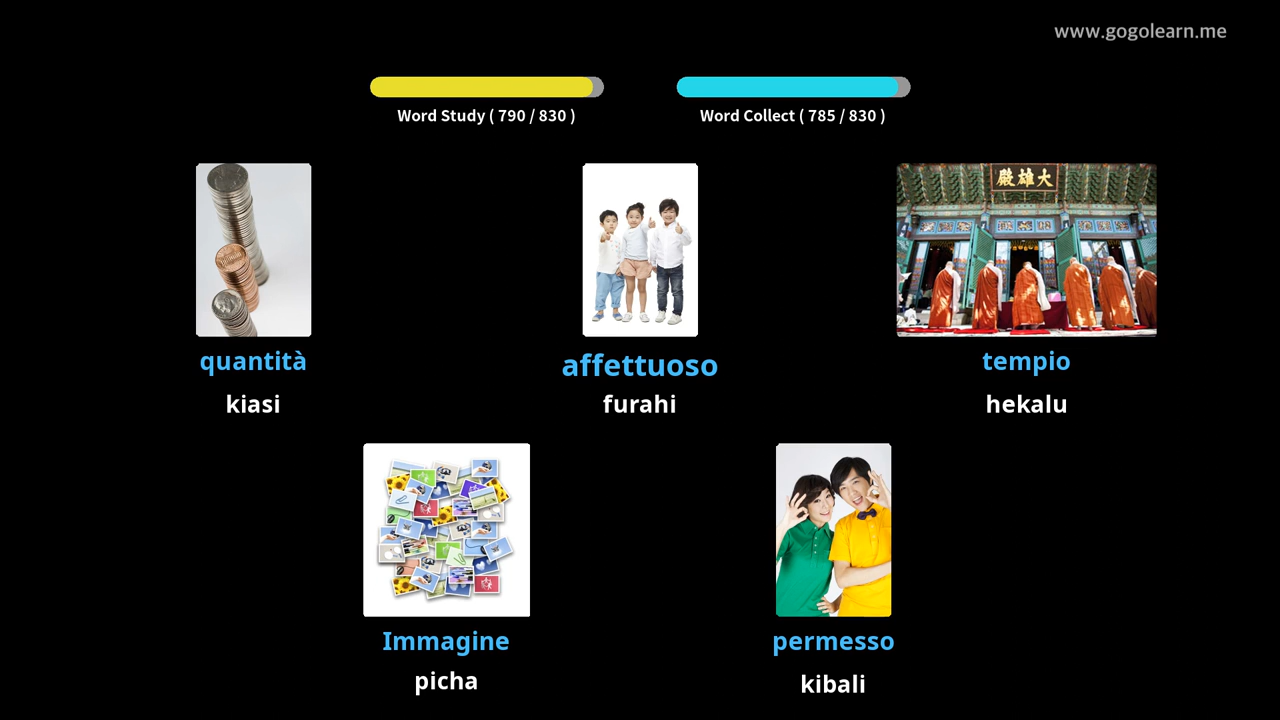 www.gogolearn.me
Word Study ( 790 / 830 )
Word Collect ( 785 / 830 )
殿雄大
quantità
affettuoso
tempio
kiasi
furahi
hekalu
Immagine
permesso
picha
kibali